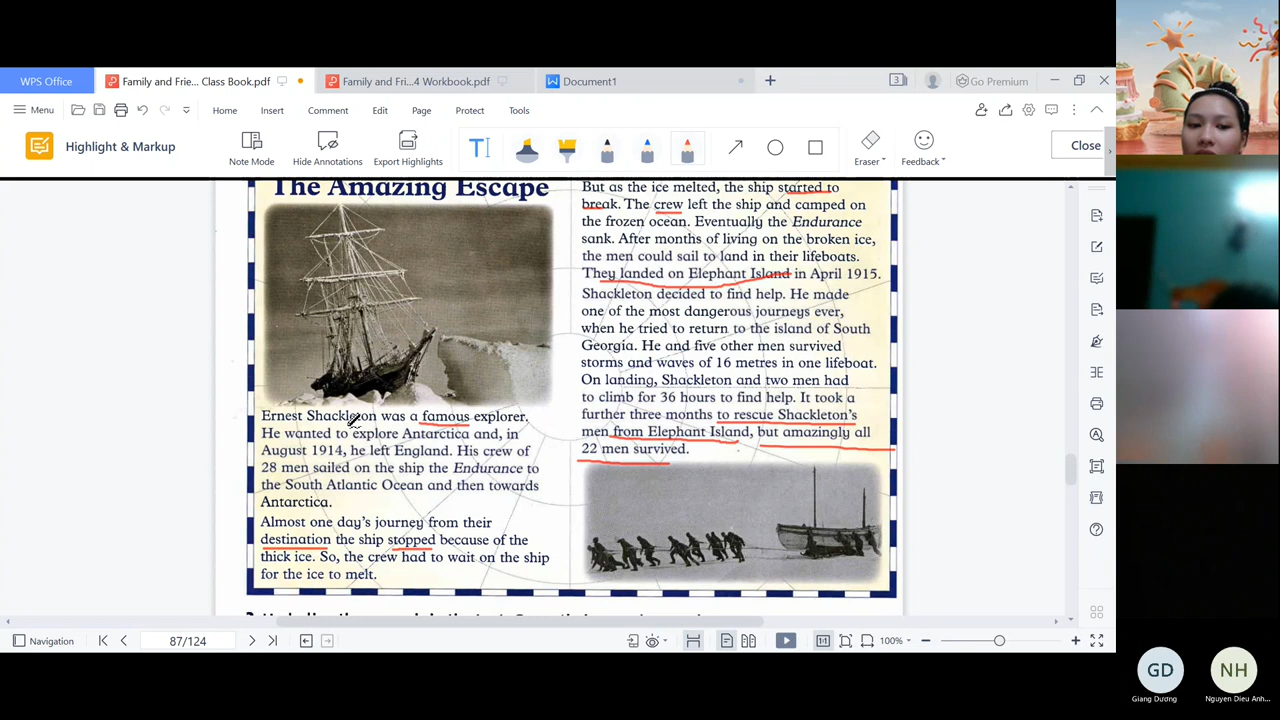 WPS Office
Family and Frie... Class Book.pdf
Family and Fri...4 Workbook.pdf
Document1
3
Go Premium
Menu
Home
Insert
Comment
Edit
Page
Protect
Tools
Highlight & Markup
Note Mode
Hide Annotations
Export Highlights
Eraser
Feedback
Close
The Amazing Escape
Ernest Shackleton was a famous explorer.
He wanted to explore Antarctica and, in
August 1914, he left England. His crew of
28 men sailed on the ship the Endurance to
the South Atlantic Ocean and then towards
Antarctica.
Almost one day's journey from their
destination the ship stopped because of the
thick ice. So, the crew had to wait on the ship
for the ice to melt.
But as the ice melted, the ship started to
break. The crew left the ship and camped on
the frozen ocean. Eventually the Endurance
sank. After months of living on the broken ice,
the men could sail to land in their lifeboats.
They landed on Elephant Island in April 1915.
Shackleton decided to find help. He made
one of the most dangerous journeys ever,
when he tried to return to the island of South
Georgia. He and five other men survived
storms and waves of 16 metres in one lifeboat.
On landing, Shackleton and two men had
to climb for 36 hours to find help. It took a
further three months to rescue Shackleton's
men from Elephant Island, but amazingly all
22 men survived.
Navigation
87/124
100%
GD
Giang Dương
NH
Nguyen Dieu Anh...